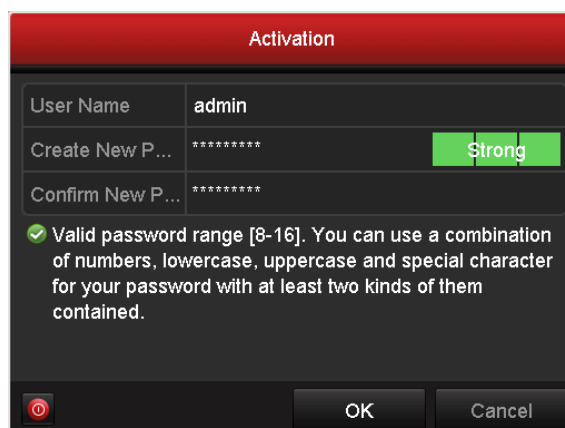 Activation
User Name admin
Create New P... ********* Strong
Confirm New P... *********
Valid password range [8-16]. You can use a combination
of numbers, lowercase, uppercase and special character
for your password with at least two kinds of them
contained.
OK Cancel